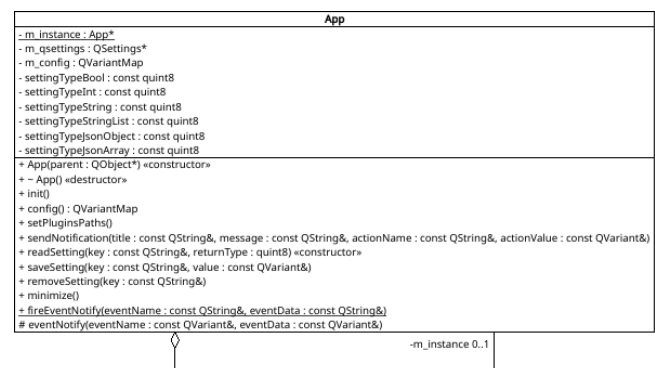 App
- m_instance : App*
- m_qsettings : QSettings*
- m_config : QVariantMap
- settingTypeBool : const quint8
- settingTypeInt : const quint8
- settingTypeString : const quint8
- settingTypeStringList : const quint8
- settingTypeJsonObject : const quint8
- settingTypeJsonArray : const quint8
+ App(parent : QObject*) «constructor»
+ ~ App() «destructor»
+ init()
+ config() : QVariantMap
+ setPluginsPaths()
+ sendNotification(title : const QString&, message : const QString&, actionName : const QString&, actionValue : const QVariant&)
+ readSetting(key : const QString&, returnType : quint8) «constructor»
+ saveSetting(key : const QString&, value : const QVariant&)
+ removeSetting(key : const QString&)
+ minimize()
+ fireEventNotify(eventName : const QString&, eventData : const QString&)
# eventNotify(eventName : const QVariant&, eventData : const QVariant&)
-m_instance 0..1